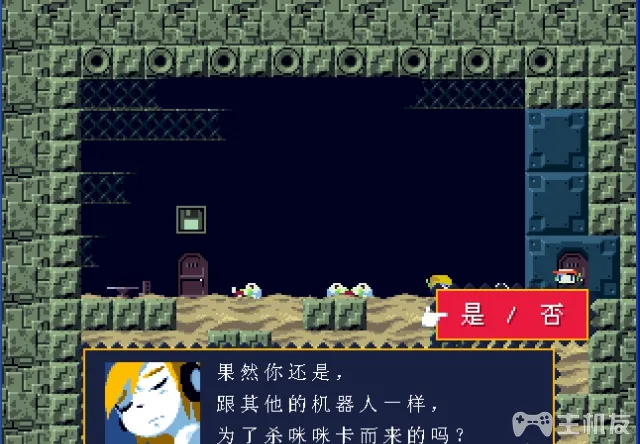 是 / 否
果然你还是,
跟其他的机器人一样,
为了杀咪咪卡而来的吗?
主机友